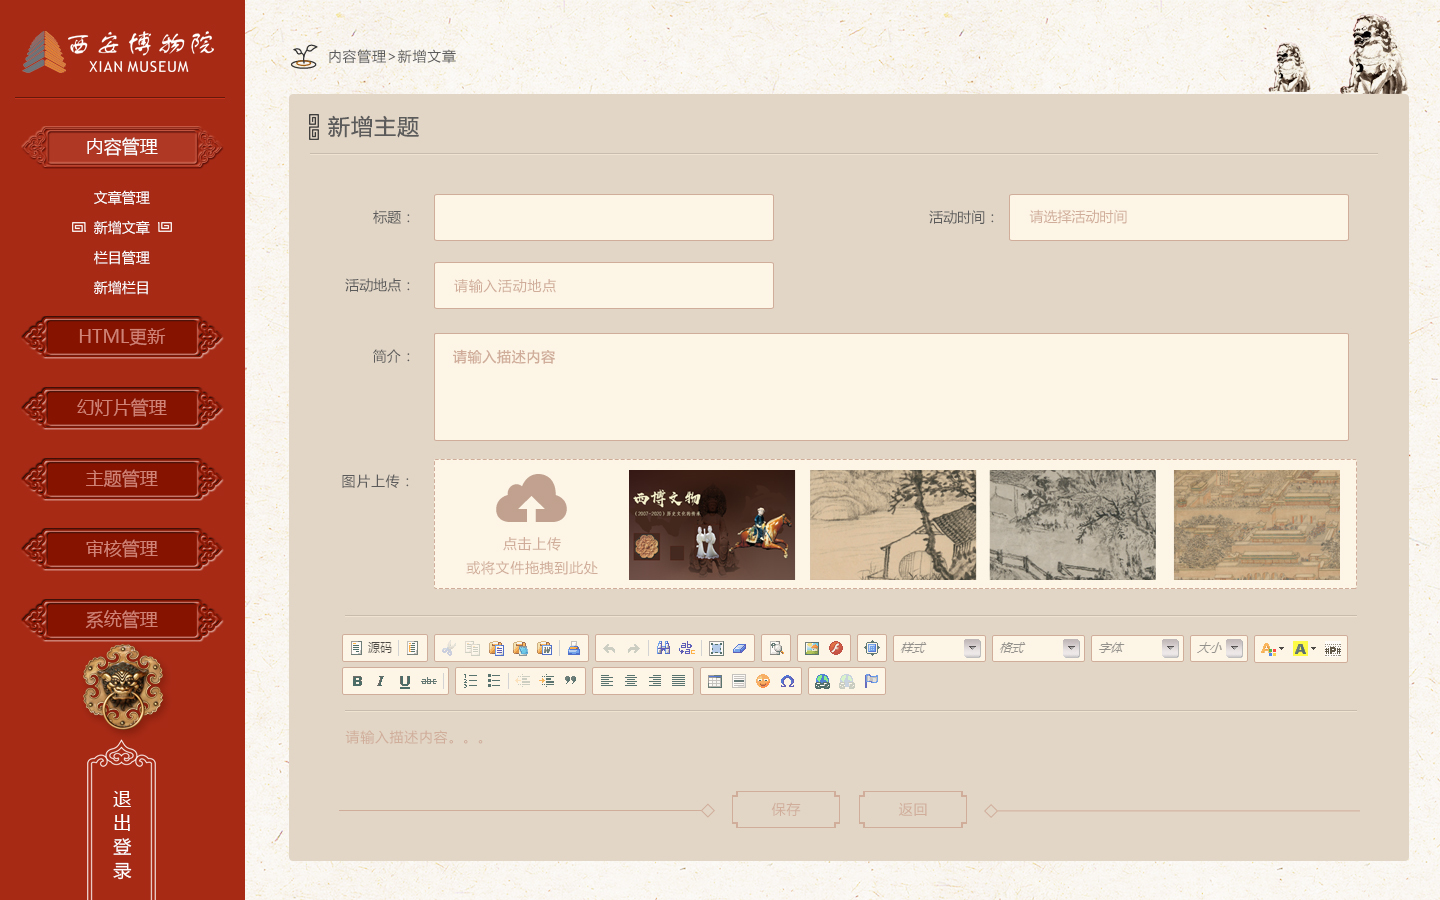 西安博物院
XIAN MUSEUM
内容管理
文章管理
新增文章
栏目管理
新增栏目
HTML更新
幻灯片管理
主题管理
审核管理
系统管理
退出登录
内容管理>新增文章
新增主题
标题：
活动时间： 请选择活动时间
活动地点： 请输入活动地点
简介： 请输入描述内容
图片上传：
点击上传
或将文件拖拽到此处
西博文物
源码
样式 格式 字体 大小
B I U abc
请输入描述内容。。。
保存 返回